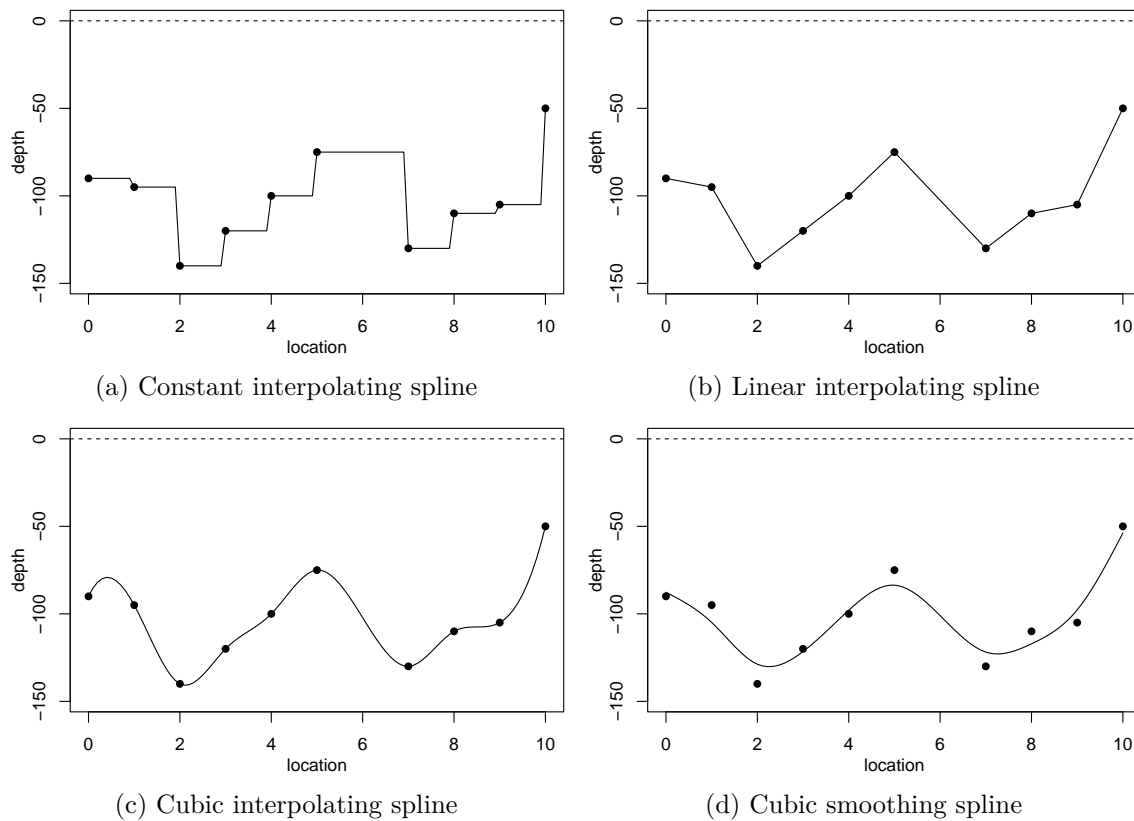 0
−50
−100
−150
depth
0 2 4 6 8 10
location
(a) Constant interpolating spline
0
−50
−100
−150
depth
0 2 4 6 8 10
location
(b) Linear interpolating spline
0
−50
−100
−150
depth
0 2 4 6 8 10
location
(c) Cubic interpolating spline
0
−50
−100
−150
depth
0 2 4 6 8 10
location
(d) Cubic smoothing spline